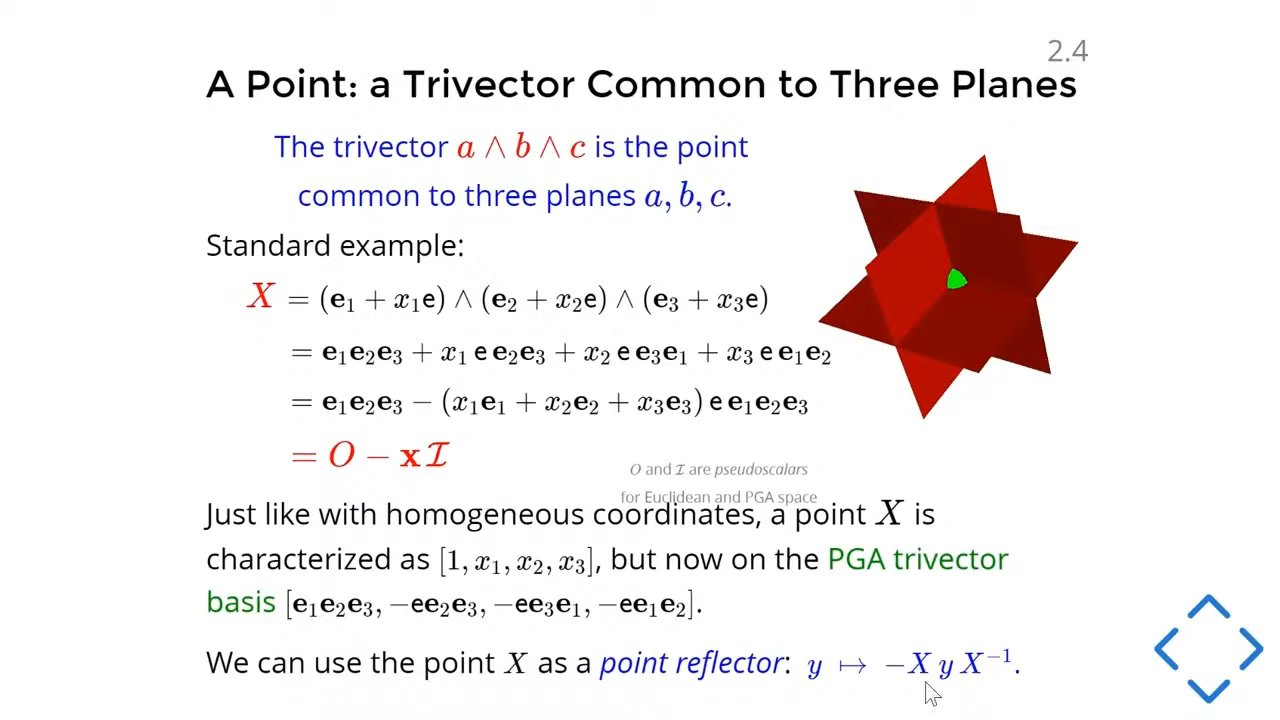 2.4
A Point: a Trivector Common to Three Planes
The trivector a ∧ b ∧ c is the point
common to three planes a, b, c.
Standard example:
X = (e₁ + x₁e) ∧ (e₂ + x₂e) ∧ (e₃ + x₃e)
= e₁e₂e₃ + x₁ e e₂e₃ + x₂ e e₃e₁ + x₃ e e₁e₂
= e₁e₂e₃ − (x₁e₁ + x₂e₂ + x₃e₃) e e₁e₂e₃
= O − x𝓘
O and 𝓘 are pseudoscalars
for Euclidean and PGA space
Just like with homogeneous coordinates, a point X is
characterized as [1, x₁, x₂, x₃], but now on the PGA trivector
basis [e₁e₂e₃, −ee₂e₃, −ee₃e₁, −ee₁e₂].
We can use the point X as a point reflector: y ↦ −X y X⁻¹.